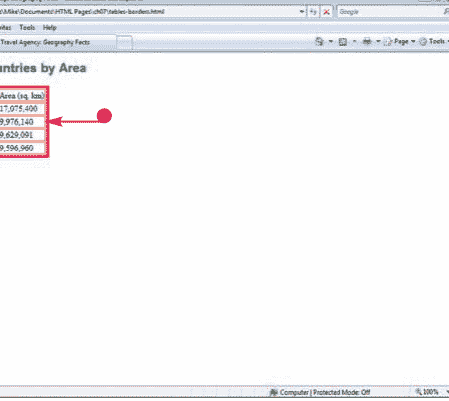 s\Mike\Documents\HTML Pages\ch07\tables-borders.html Google
Tools Help
Travel Agency: Geography Facts Page Tools
untries by Area
Area (sq. km)
17,075,400
9,976,140
9,629,091
9,596,960
Computer | Protected Mode: Off 100%